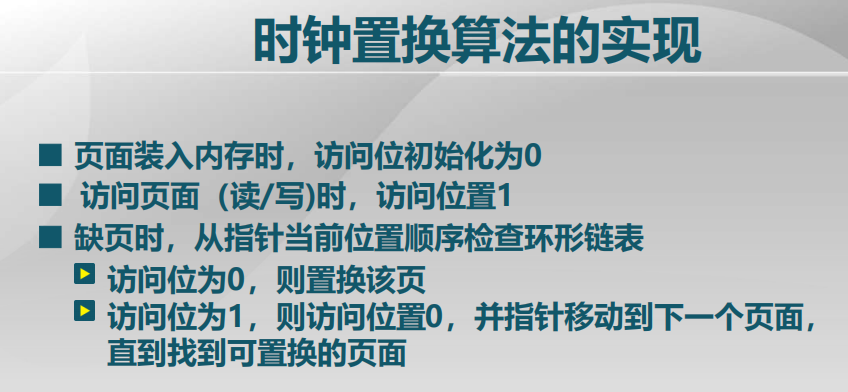 时钟置换算法的实现
页面装入内存时，访问位初始化为0
访问页面（读/写)时，访问位置1
缺页时，从指针当前位置顺序检查环形链表
访问位为0，则置换该页
访问位为1，则访问位置0，并指针移动到下一个页面，
直到找到可置换的页面